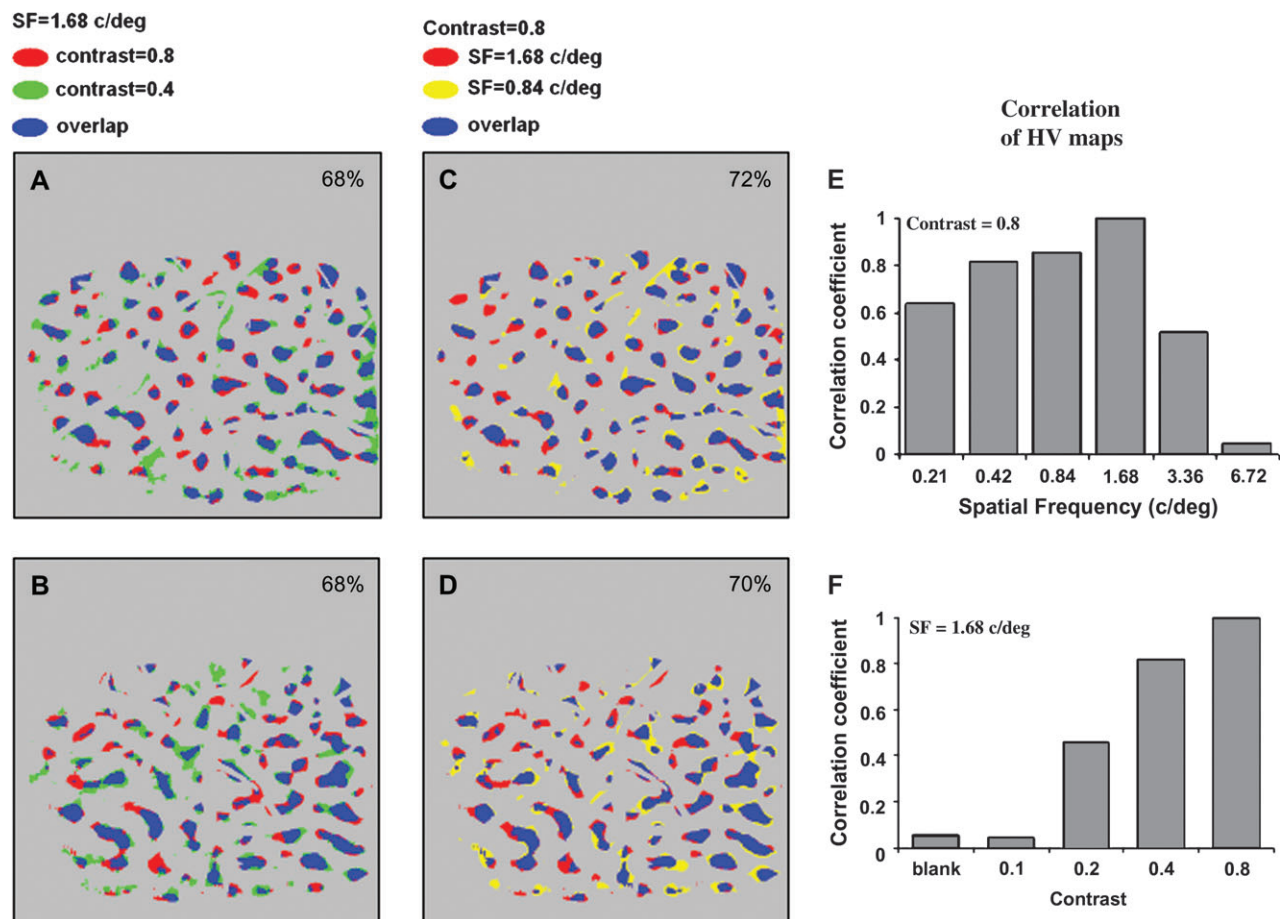 SF=1.68 c/deg
contrast=0.8
contrast=0.4
overlap
Contrast=0.8
SF=1.68 c/deg
SF=0.84 c/deg
overlap
Correlation
of HV maps
A
68%
C
72%
E
Contrast = 0.8
Correlation coefficient
1
0.8
0.6
0.4
0.2
0
0.21 0.42 0.84 1.68 3.36 6.72
Spatial Frequency (c/deg)
B
68%
D
70%
F
SF = 1.68 c/deg
Correlation coefficient
1
0.8
0.6
0.4
0.2
0
blank 0.1 0.2 0.4 0.8
Contrast